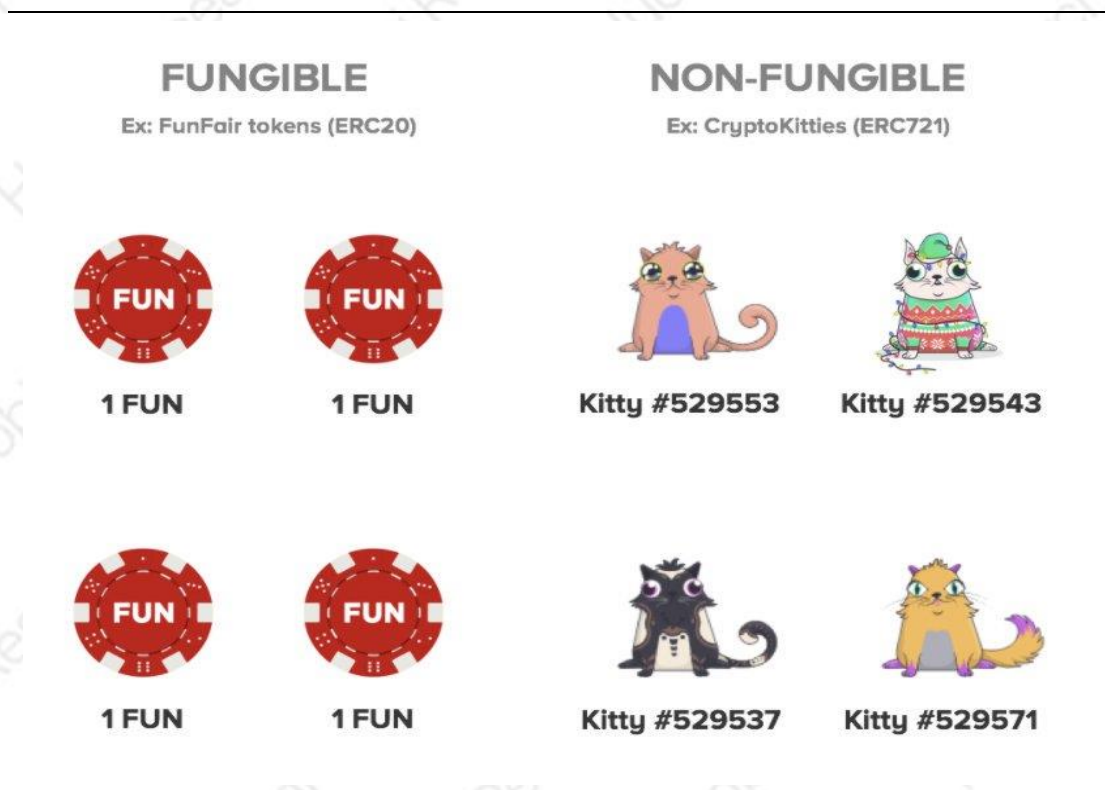 FUNGIBLE
Ex: FunFair tokens (ERC20)
FUN
FUN
1 FUN
1 FUN
FUN
FUN
1 FUN
1 FUN
NON-FUNGIBLE
Ex: CryptoKitties (ERC721)
Kitty #529553
Kitty #529543
Kitty #529537
Kitty #529571